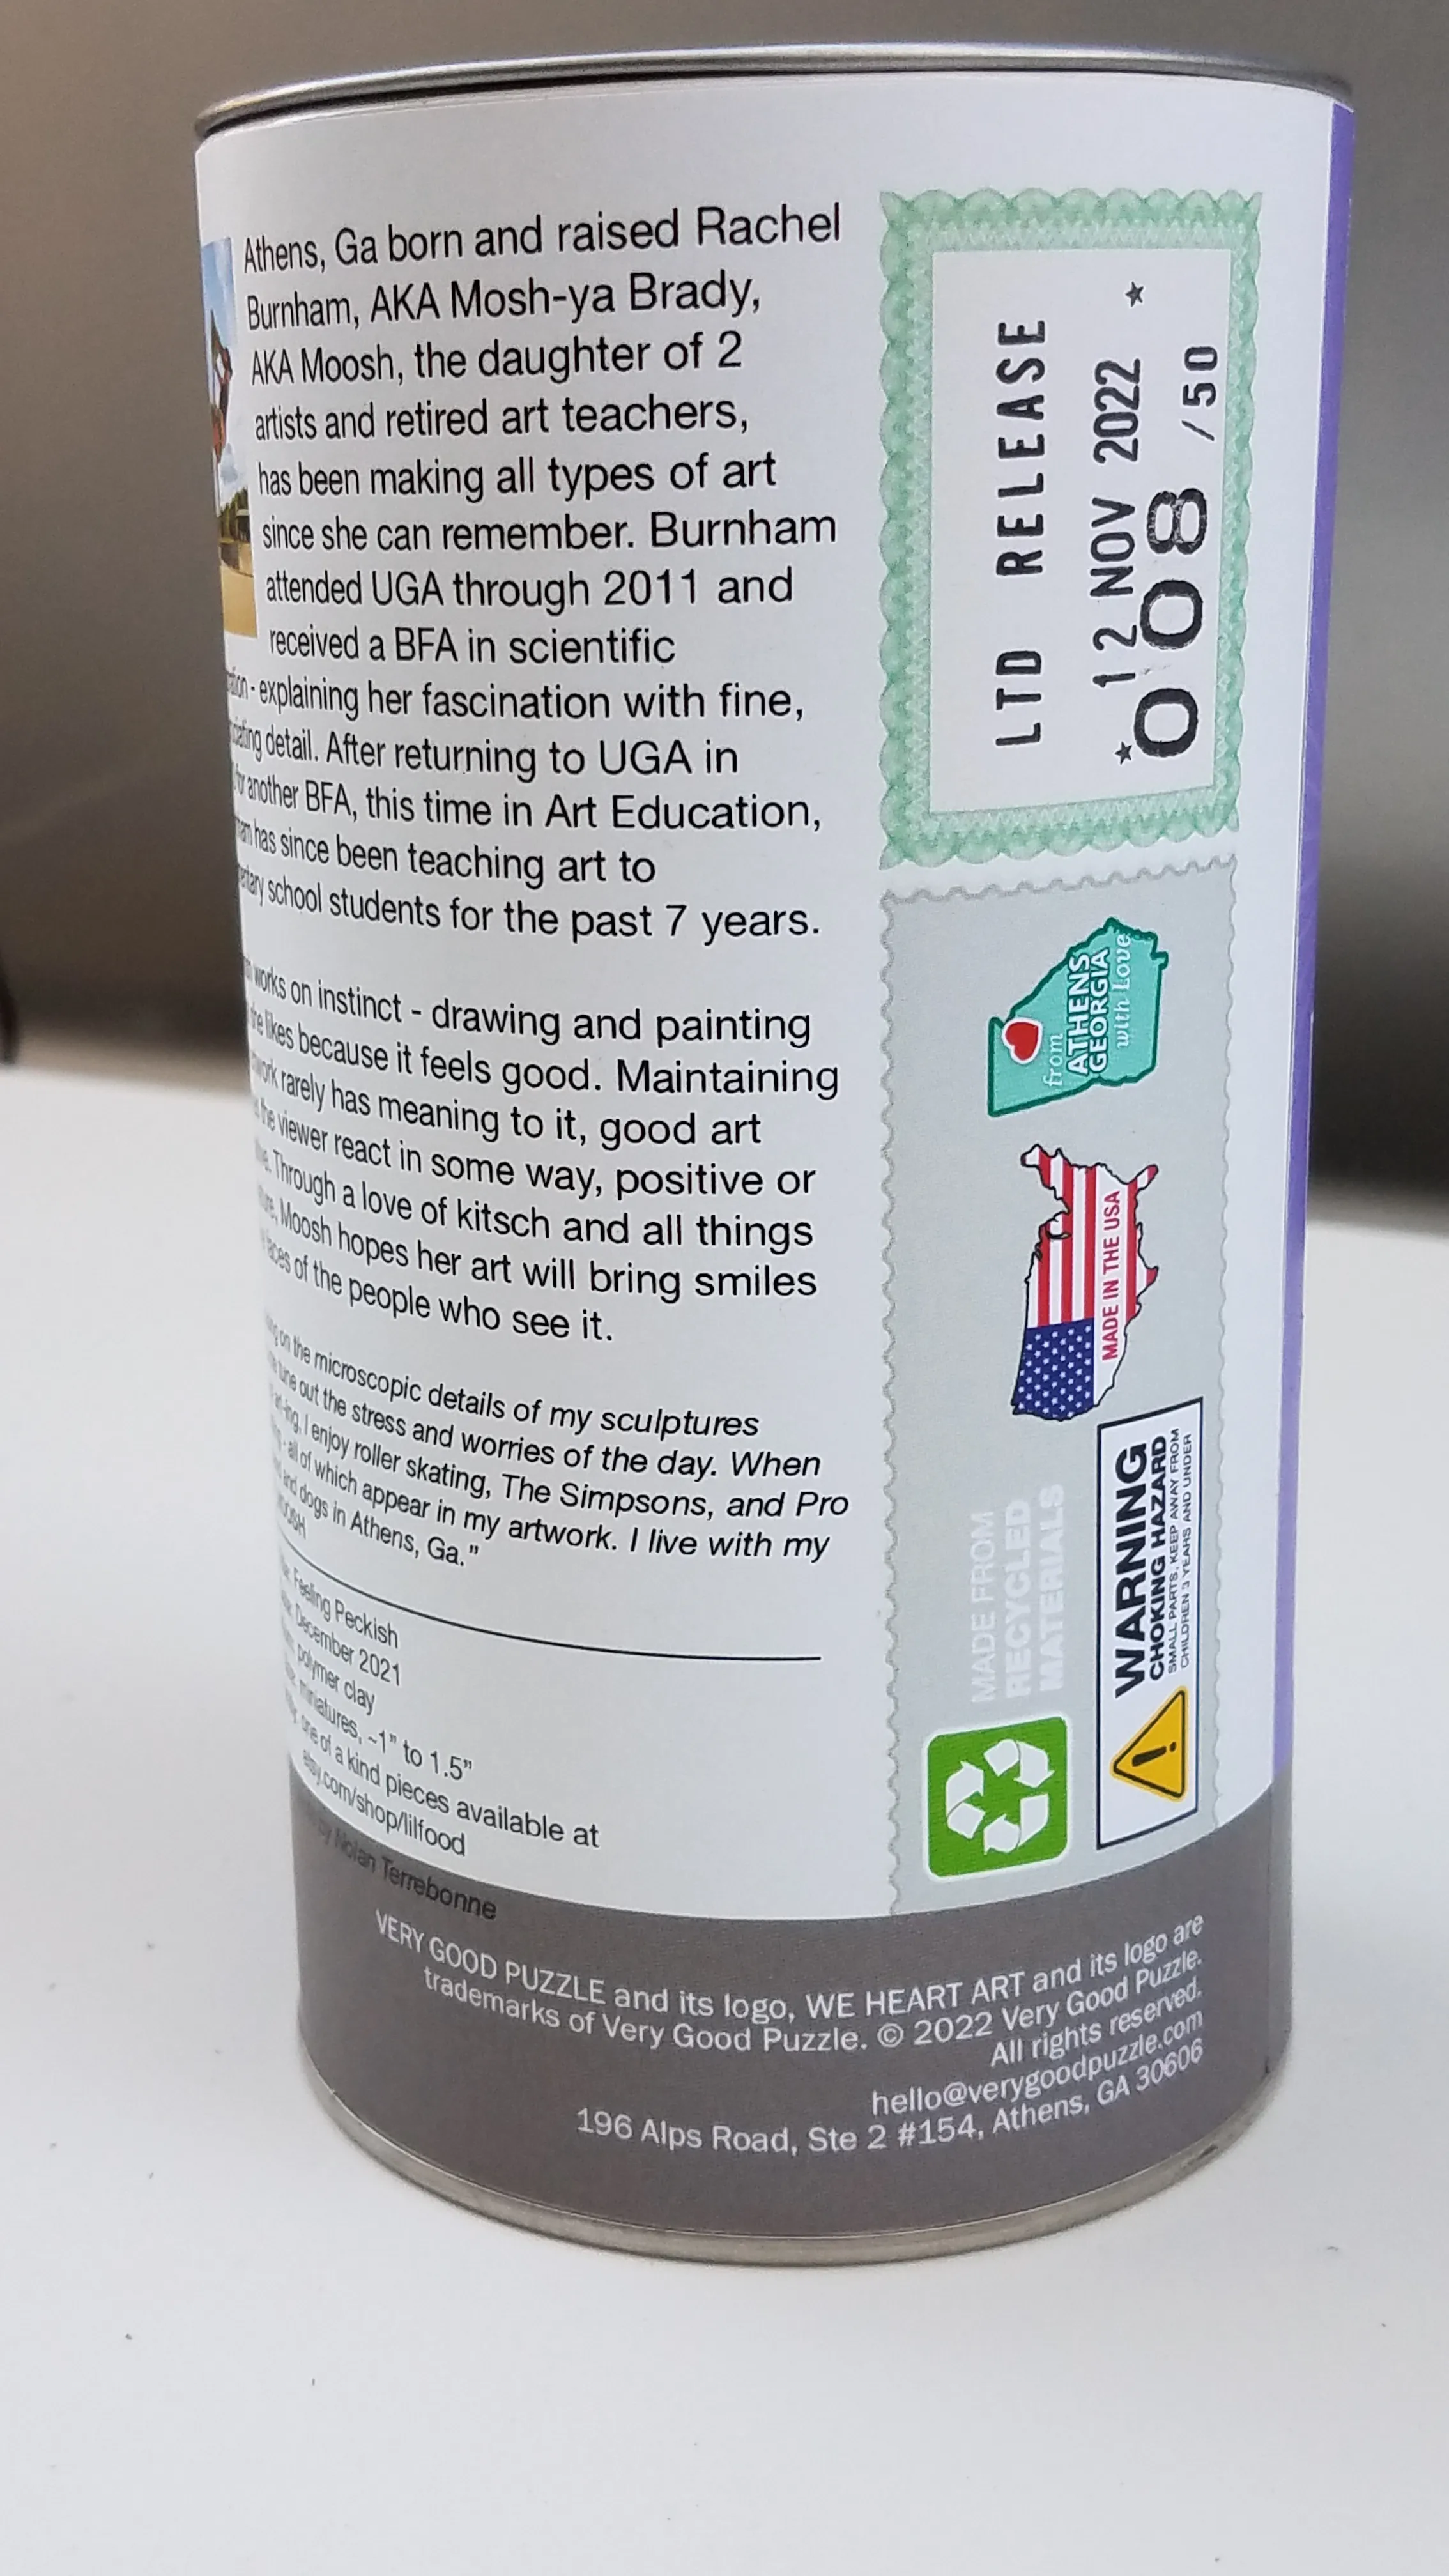 Athens, Ga born and raised Rachel
Burnham, AKA Mosh-ya Brady,
AKA Moosh, the daughter of 2
artists and retired art teachers,
has been making all types of art
since she can remember. Burnham
attended UGA through 2011 and
received a BFA in scientific
- explaining her fascination with fine,
detail. After returning to UGA in
for another BFA, this time in Art Education,
has since been teaching art to
school students for the past 7 years.
works on instinct - drawing and painting
she likes because it feels good. Maintaining
rarely has meaning to it, good art
the viewer react in some way, positive or
Through a love of kitsch and all things
Moosh hopes her art will bring smiles
faces of the people who see it.
on the microscopic details of my sculptures
tune out the stress and worries of the day. When
art-ing, I enjoy roller skating, The Simpsons, and Pro
- all of which appear in my artwork. I live with my
and dogs in Athens, Ga."
MOOSH
Feeling Peckish
December 2021
polymer clay
miniatures, ~1" to 1.5"
one of a kind pieces available at
etsy.com/shop/lilfood
by Nolan Terrebonne
VERY GOOD PUZZLE and its logo, WE HEART ART and its logo are
trademarks of Very Good Puzzle. © 2022 Very Good Puzzle.
All rights reserved.
hello@verygoodpuzzle.com
196 Alps Road, Ste 2 #154, Athens, GA 30606
LTD RELEASE
* 12 NOV 2022 *
008 /50
from
ATHENS
GEORGIA
with Love
MADE IN THE USA
MADE FROM
RECYCLED
MATERIALS
WARNING
CHOKING HAZARD
SMALL PARTS, KEEP AWAY FROM
CHILDREN 3 YEARS AND UNDER